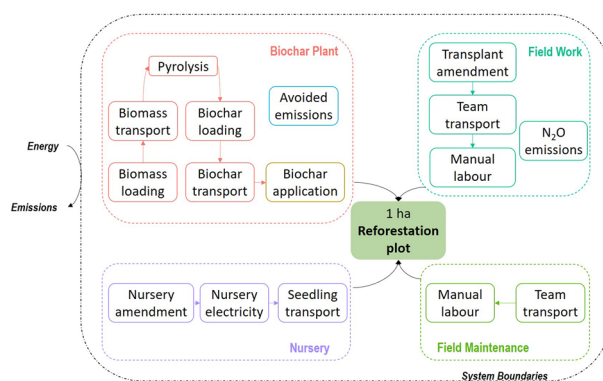 Biochar Plant
Pyrolysis
Biomass
transport
Biochar
loading
Avoided
emissions
Biomass
loading
Biochar
transport
Biochar
application
Field Work
Transplant
amendment
Team
transport
Manual
labour
N₂O
emissions
Energy
Emissions
1 ha
Reforestation
plot
Nursery
amendment
Nursery
electricity
Seedling
transport
Nursery
Manual
labour
Team
transport
Field Maintenance
System Boundaries